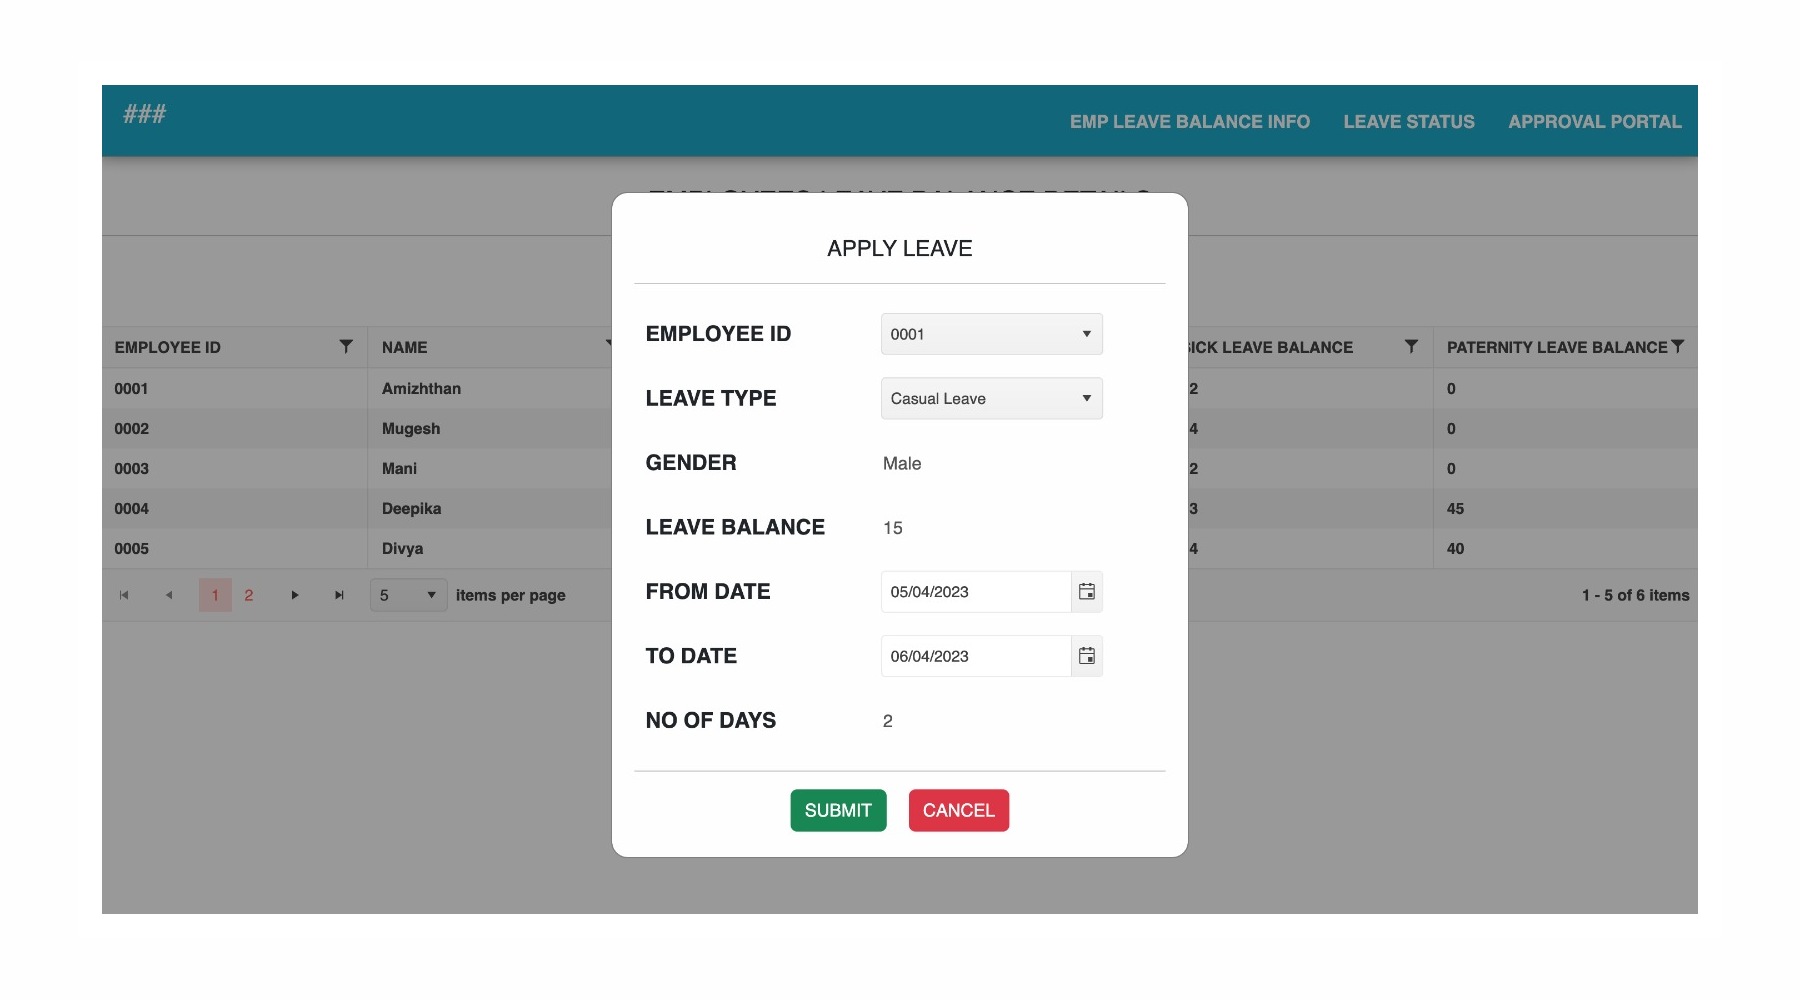 ###
EMP LEAVE BALANCE INFO LEAVE STATUS APPROVAL PORTAL
APPLY LEAVE
EMPLOYEE ID 0001
LEAVE TYPE Casual Leave
GENDER Male
LEAVE BALANCE 15
FROM DATE 05/04/2023
TO DATE 06/04/2023
NO OF DAYS 2
SUBMIT CANCEL
EMPLOYEE ID NAME LEAVE BALANCE PATERNITY LEAVE BALANCE
0001 Amizhthan 2 0
0002 Mugesh 4 0
0003 Mani 2 0
0004 Deepika 3 45
0005 Divya 4 40
1 2 5 items per page 1 - 5 of 6 items